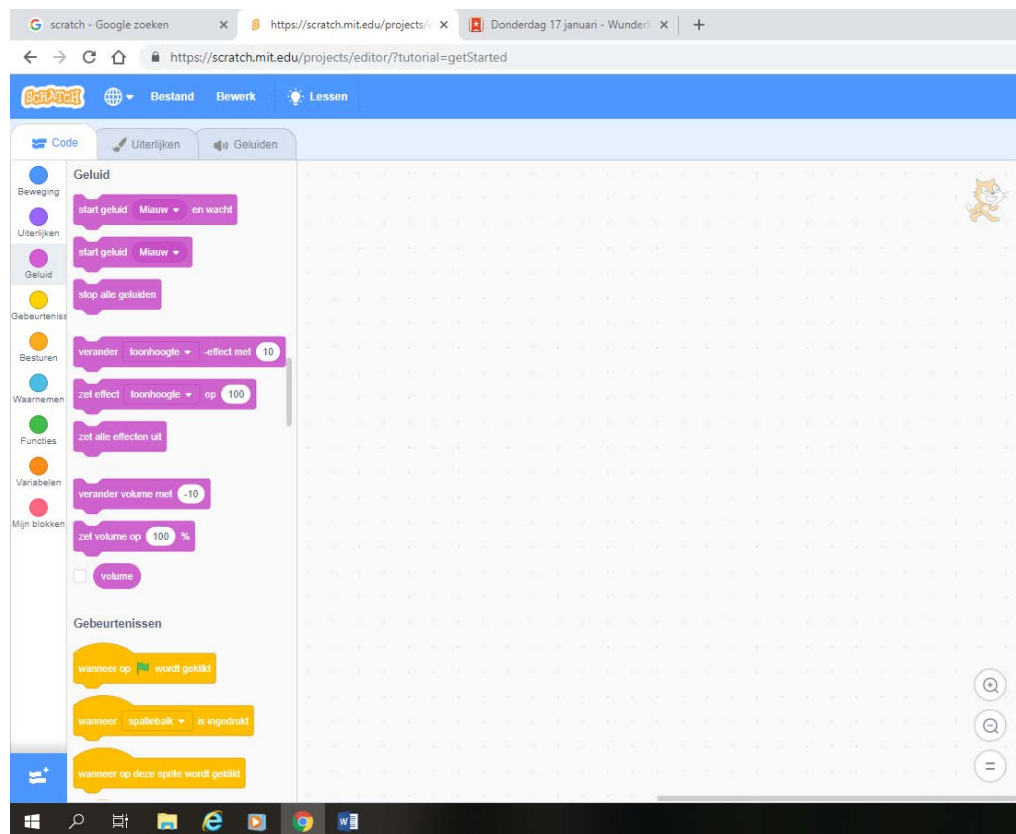 scratch - Google zoeken
https://scratch.mit.edu/projects/e
Donderdag 17 januari - Wunderl
https://scratch.mit.edu/projects/editor/?tutorial=getStarted
SCRATCH Bestand Bewerk Lessen
Code Uiterlijken Geluiden
Beweging
Uiterlijken
Geluid
Gebeurteniss
Besturen
Waarnemen
Functies
Variabelen
Mijn blokken
Geluid
start geluid Miauw en wacht
start geluid Miauw
stop alle geluiden
verander toonhoogte -effect met 10
zet effect toonhoogte op 100
zet alle effecten uit
verander volume met -10
zet volume op 100 %
volume
Gebeurtenissen
wanneer op wordt geklikt
wanneer spatiebalk is ingedrukt
wanneer op deze sprite wordt geklikt